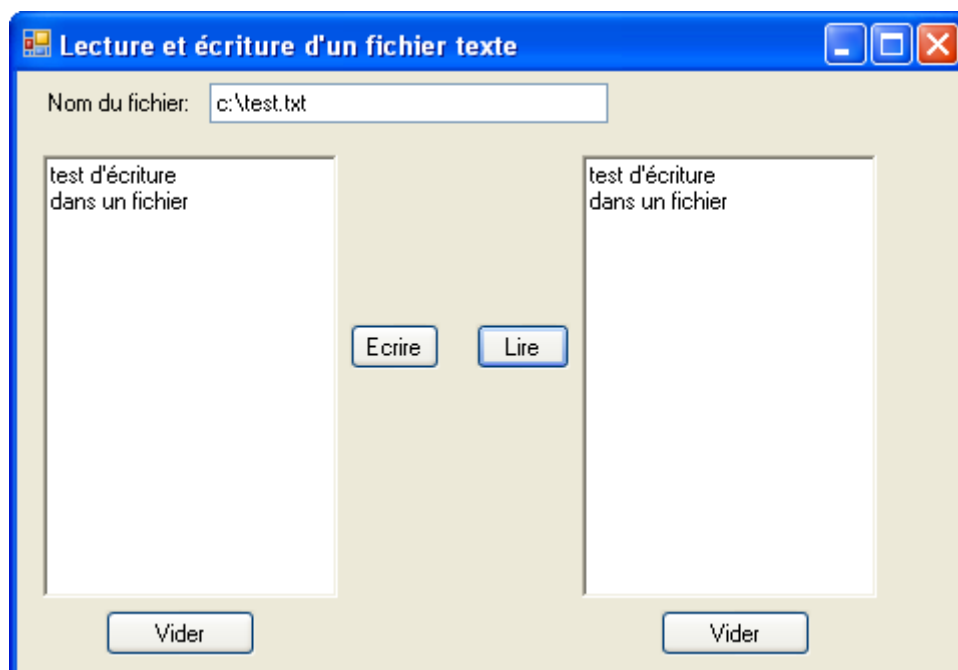 Lecture et écriture d'un fichier texte
Nom du fichier: c:\test.txt
test d'écriture
dans un fichier
Ecrire
Lire
test d'écriture
dans un fichier
Vider
Vider